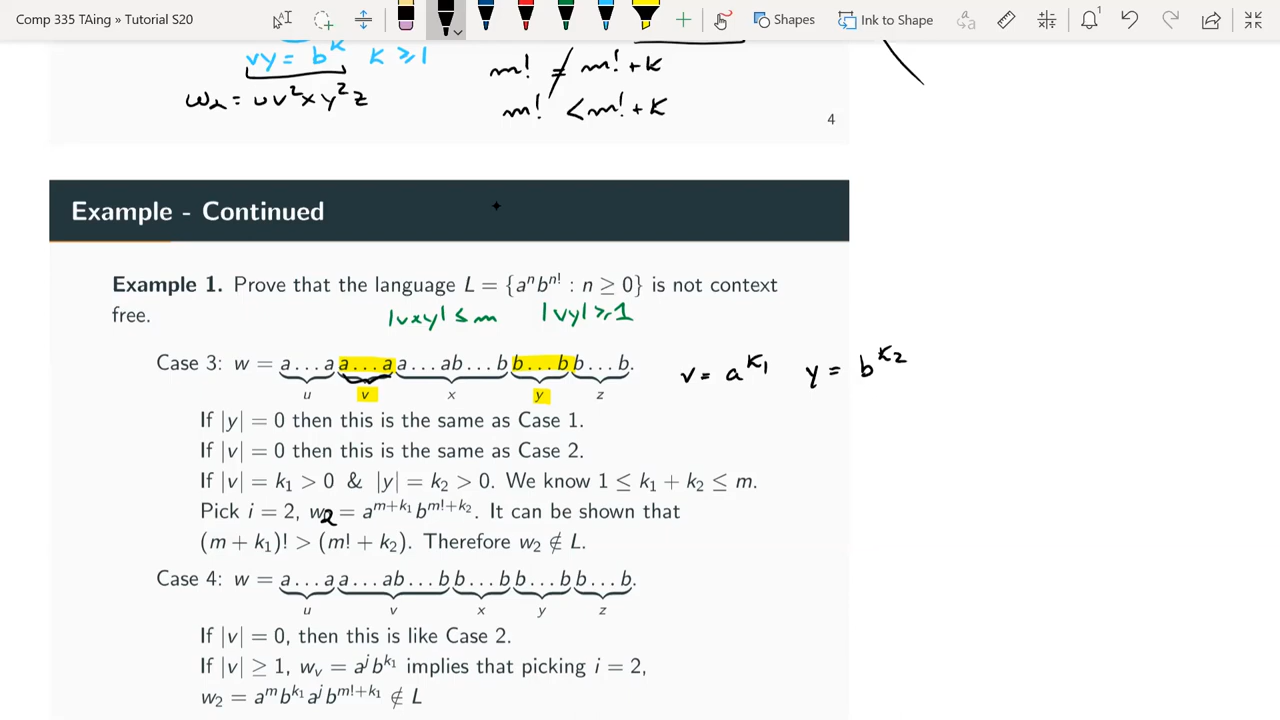 Comp 335 TAing » Tutorial S20
Shapes
Ink to Shape
vy = b^k K ≥ 1
m! ≠ m! + K
w₂ = uv²xy²z
m! < m! + K
4
Example - Continued
Example 1. Prove that the language L = {aⁿbⁿ! : n ≥ 0} is not context
free.
|vxy| ≤ m |vy| ≥ 1
Case 3: w = a...a a...a a...ab...b b...b b...b.
u v x y z
v = a^K₁ y = b^K₂
If |y| = 0 then this is the same as Case 1.
If |v| = 0 then this is the same as Case 2.
If |v| = k₁ > 0 & |y| = k₂ > 0. We know 1 ≤ k₁ + k₂ ≤ m.
Pick i = 2, w₂ = a^{m+k₁} b^{m!+k₂}. It can be shown that
(m + k₁)! > (m! + k₂). Therefore w₂ ∉ L.
Case 4: w = a...a a...ab...b b...b b...b b...b.
u v x y z
If |v| = 0, then this is like Case 2.
If |v| ≥ 1, w_v = a^j b^{k₁} implies that picking i = 2,
w₂ = a^m b^{k₁} a^j b^{m!+k₁} ∉ L